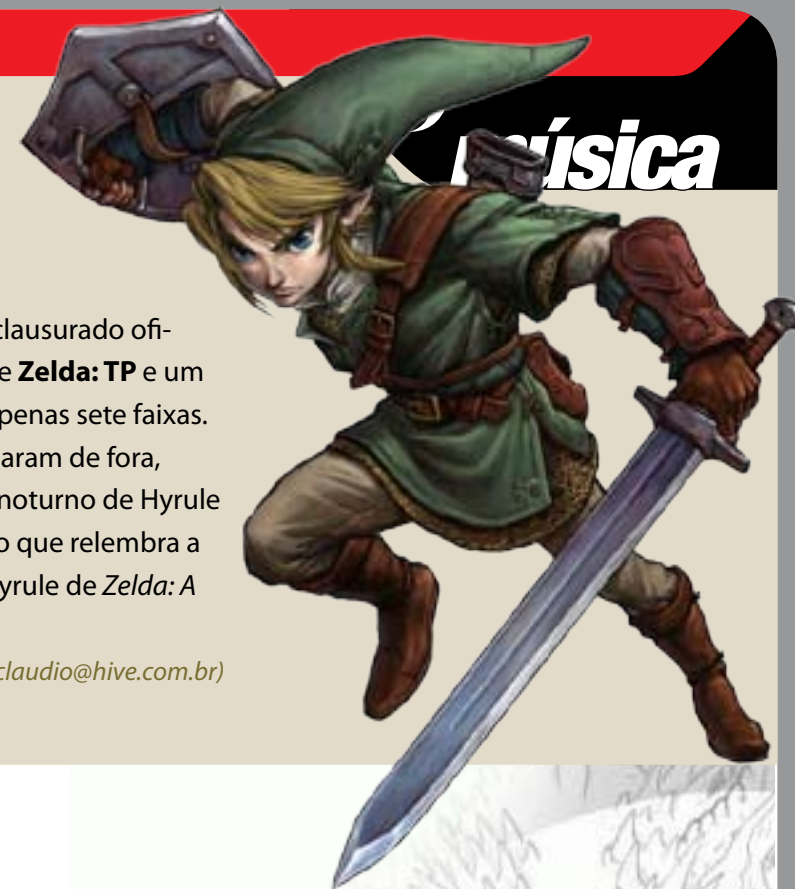 música
clausurado ofi-
e Zelda: TP e um
penas sete faixas.
aram de fora,
noturno de Hyrule
o que relembra a
yrule de Zelda: A
claudio@hive.com.br)